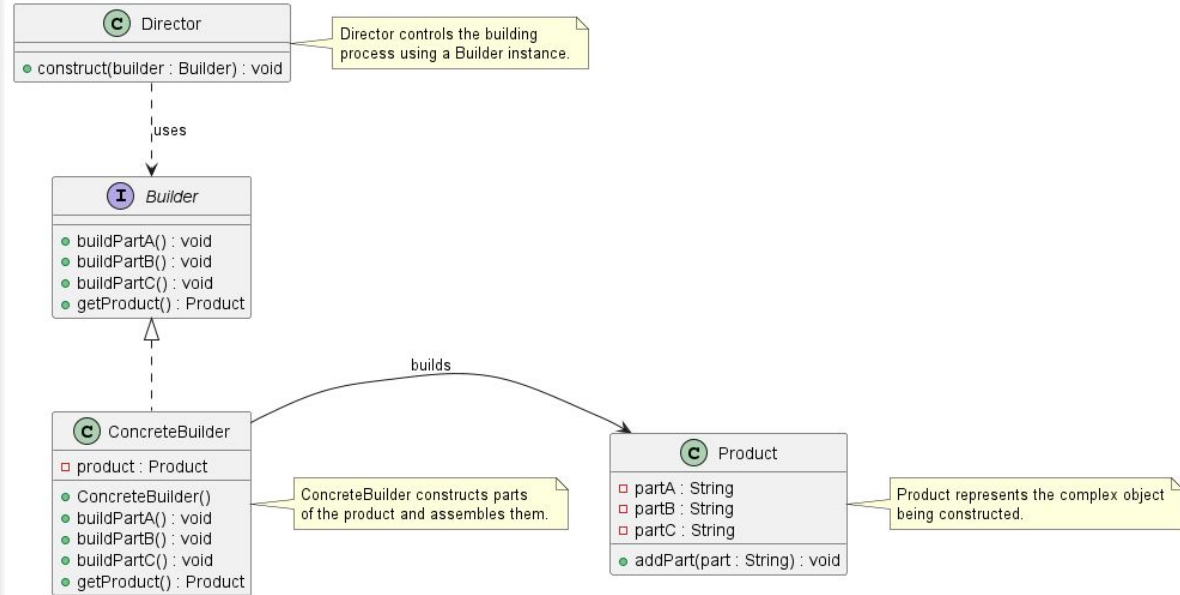 C Director
construct(builder : Builder) : void
Director controls the building
process using a Builder instance.
uses
I Builder
buildPartA() : void
buildPartB() : void
buildPartC() : void
getProduct() : Product
builds
C ConcreteBuilder
product : Product
ConcreteBuilder()
buildPartA() : void
buildPartB() : void
buildPartC() : void
getProduct() : Product
ConcreteBuilder constructs parts
of the product and assembles them.
C Product
partA : String
partB : String
partC : String
addPart(part : String) : void
Product represents the complex object
being constructed.